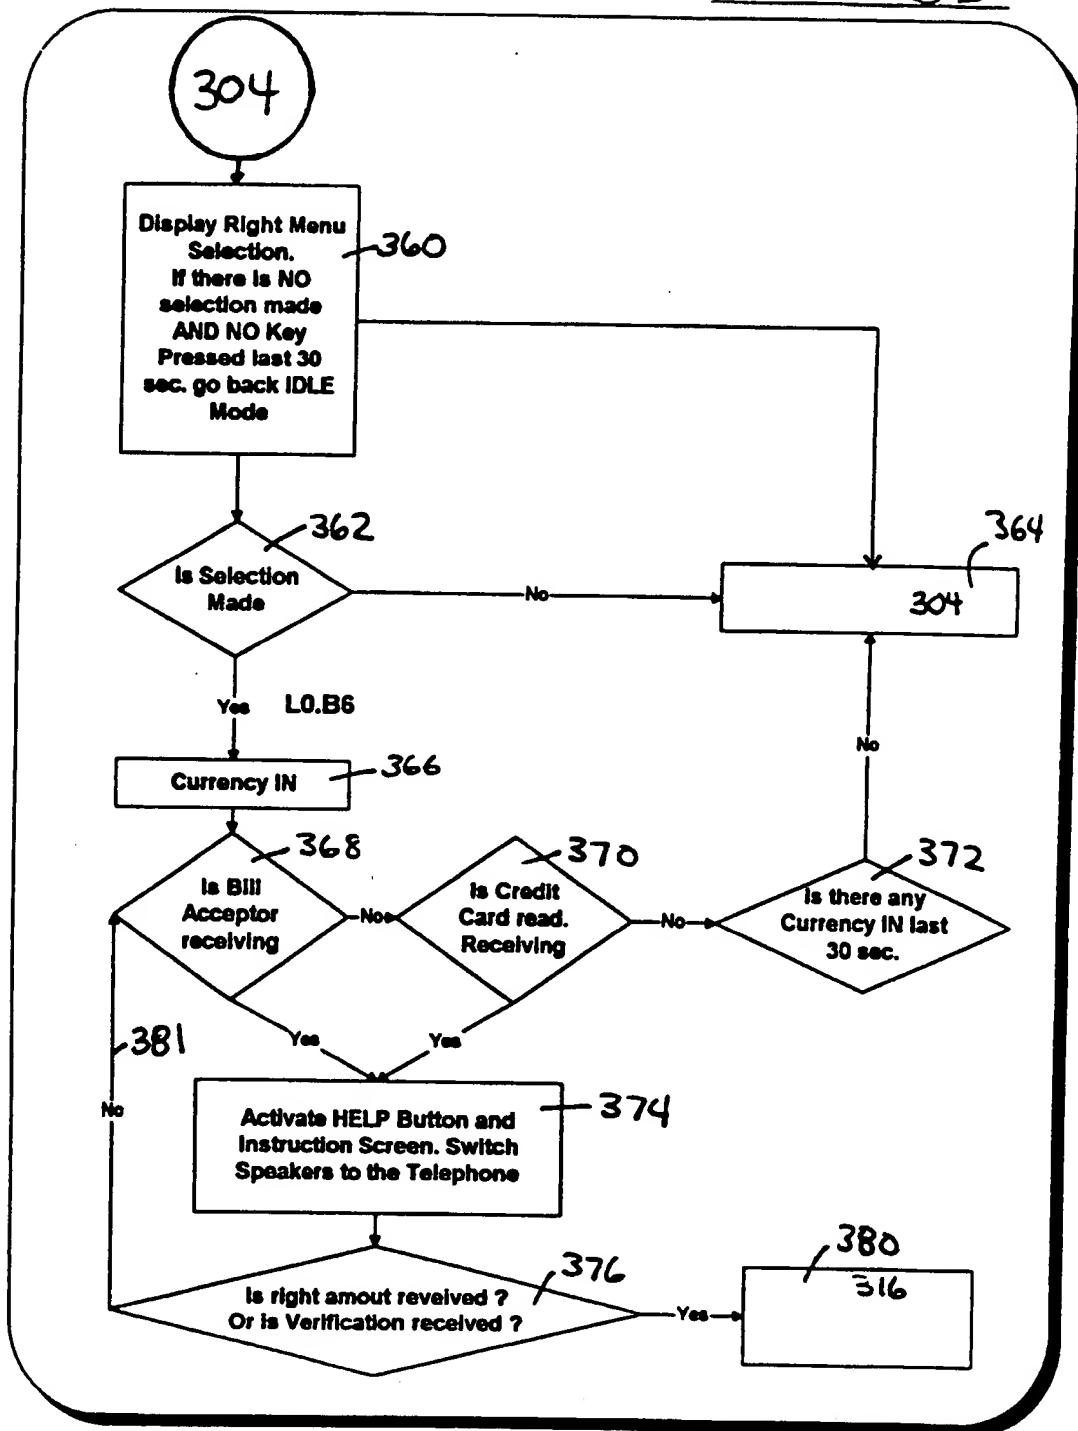 304
Display Right Menu
Selection.
If there is NO
selection made
AND NO Key
Pressed last 30
sec. go back IDLE
Mode
360
362
Is Selection
Made
No
364
304
Yes
L0.B6
Currency IN
366
No
368
Is Bill
Acceptor
receiving
No
370
Is Credit
Card read.
Receiving
No
372
Is there any
Currency IN last
30 sec.
381
No
Yes
Yes
Activate HELP Button and
Instruction Screen. Switch
Speakers to the Telephone
374
Is right amout reveived ?
Or is Verification received ?
376
Yes
380
316